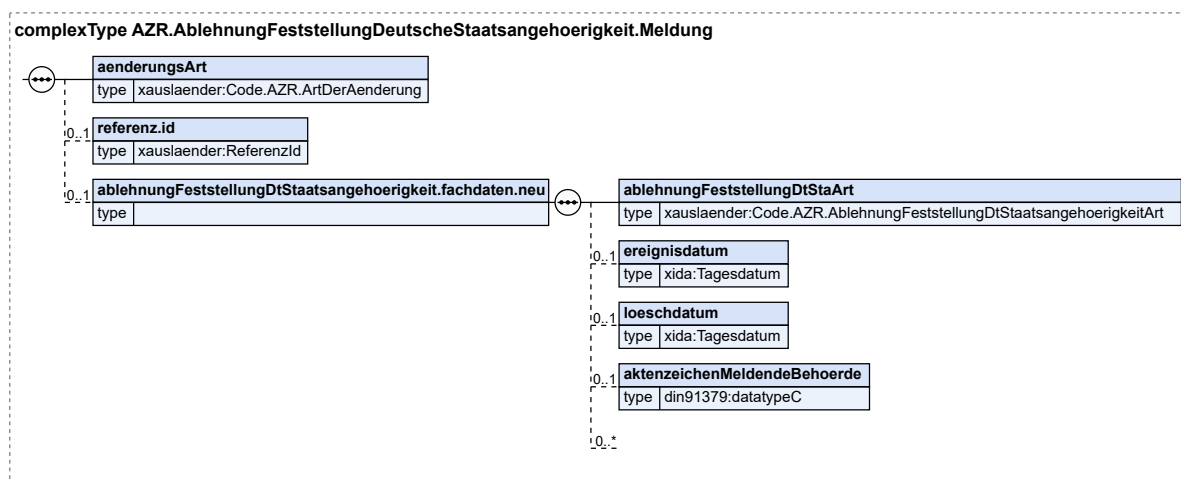 complexType AZR.AblehnungFeststellungDeutscheStaatsangehoerigkeit.Meldung
aenderungsArt
type xauslaender:Code.AZR.ArtDerAenderung
0..1 referenz.id
type xauslaender:ReferenzId
0..1 ablehnungFeststellungDtStaatsangehoerigkeit.fachdaten.neu
type
ablehnungFeststellungDtStaArt
type xauslaender:Code.AZR.AblehnungFeststellungDtStaatsangehoerigkeitArt
0..1 ereignisdatum
type xida:Tagesdatum
0..1 loeschdatum
type xida:Tagesdatum
0..1 aktenzeichenMeldendeBehoerde
type din91379:datatypeC
0..*